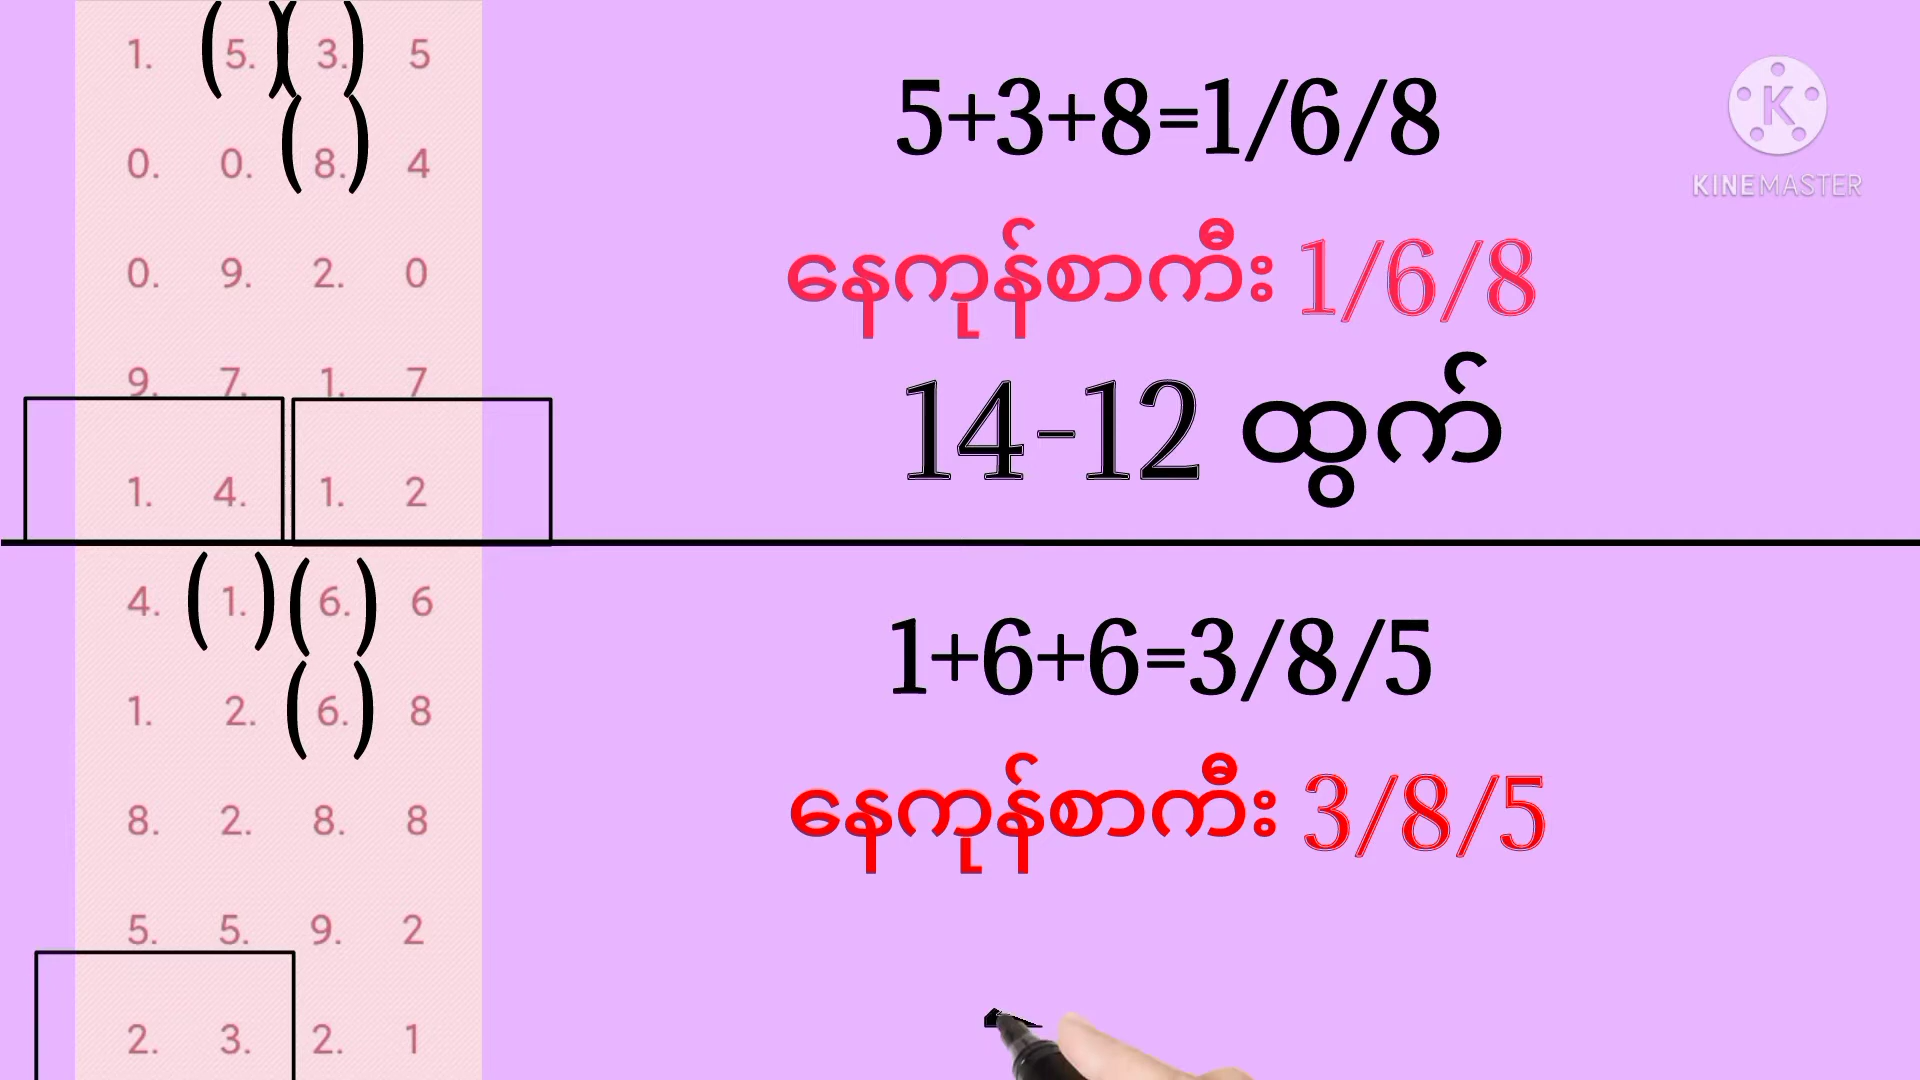 1. (5.)(3.) 5
0. 0. (8.) 4
0. 9. 2. 0
9. 7. 1. 7
1. 4. 1. 2
4. (1.) (6.) 6
1. 2. (6.) 8
8. 2. 8. 8
5. 5. 9. 2
2. 3. 2. 1
5+3+8=1/6/8
နေကုန်စာကီး 1/6/8
14-12 ထွက်
1+6+6=3/8/5
နေကုန်စာကီး 3/8/5
K
KINEMASTER